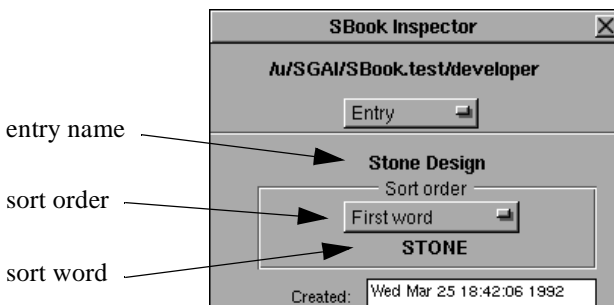 SBook Inspector
/u/SGAI/SBook.test/developer
Entry
entry name
Stone Design
Sort order
sort order
First word
STONE
sort word
Created: Wed Mar 25 18:42:06 1992